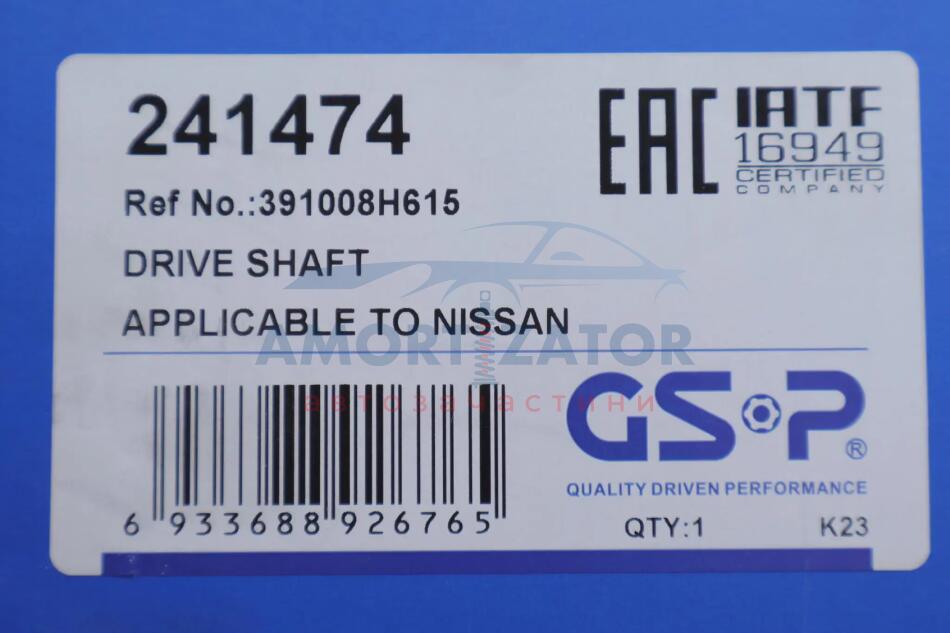 241474
EAC
IATF
16949
CERTIFIED
COMPANY
Ref No.:391008H615
DRIVE SHAFT
APPLICABLE TO NISSAN
AMORTIZATOR
автозачастини
GSP®
QUALITY DRIVEN PERFORMANCE
6 933688 926765
QTY:1
K23